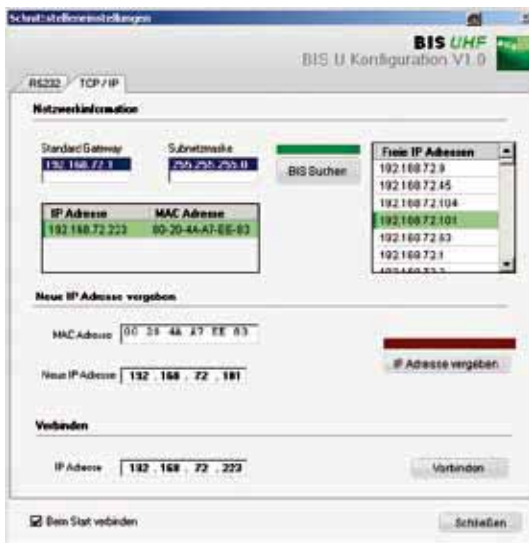 Schnittstelleneinstellungen
BIS UHF
BIS U Konfiguration V1.0
RS232
TCP/IP
Netzwerkinformation
Standard Gateway
Subnetzmaske
192.168.72.1
255.255.255.0
BIS Suchen
Freie IP Adressen
192.168.72.9
192.168.72.45
192.168.72.104
192.168.72.101
192.168.72.63
192.168.72.1
IP Adresse
MAC Adresse
192.168.72.223
00-20-4A-A7-EE-83
Neue IP Adresse vergeben
MAC Adresse
00 20 4A A7 EE 83
Neue IP Adresse
192 . 168 . 72 . 101
IP Adresse vergeben
Verbinden
IP Adresse
192 . 168 . 72 . 223
Verbinden
Beim Start verbinden
Schließen